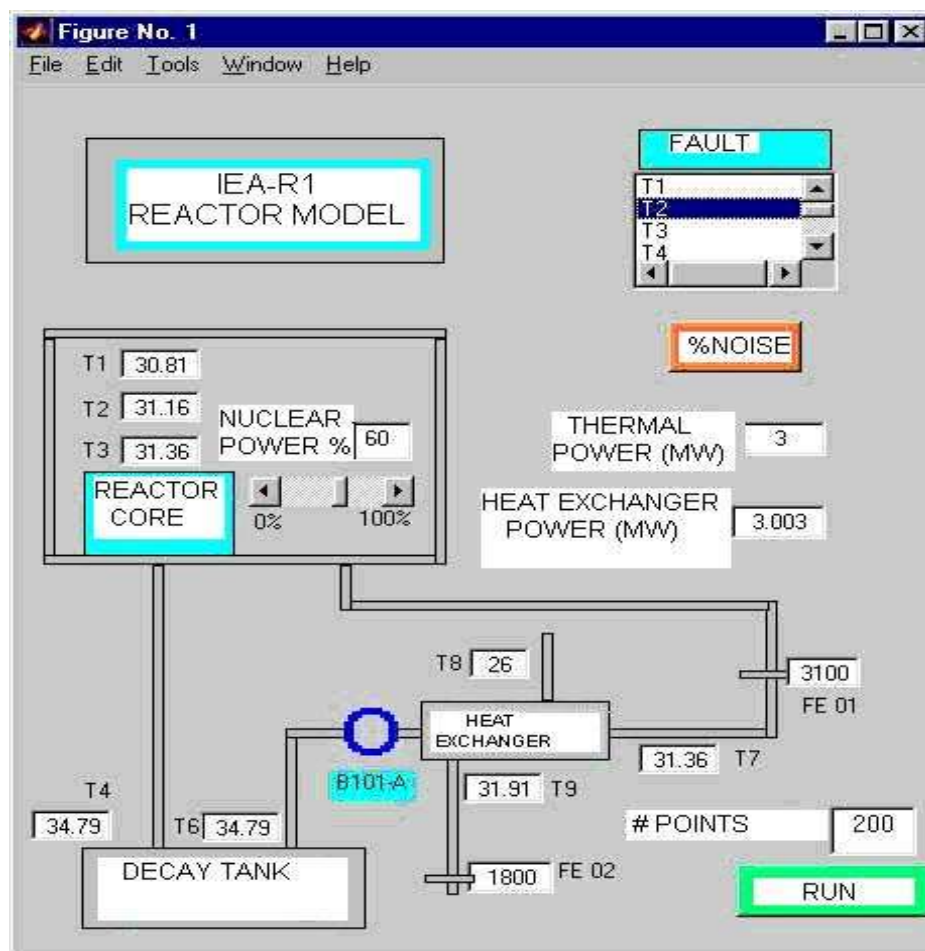 Figure No. 1
File Edit Tools Window Help
IEA-R1
REACTOR MODEL
FAULT
T1
T2
T3
T4
%NOISE
T1 30.81
T2 31.16
T3 31.36
NUCLEAR
POWER % 60
REACTOR
CORE
0% 100%
THERMAL
POWER (MW) 3
HEAT EXCHANGER
POWER (MW) 3.003
T8 26
3100
FE 01
HEAT
EXCHANGER
B101-A
31.36 T7
31.91 T9
T4
34.79
T6 34.79
DECAY TANK
1800 FE 02
# POINTS 200
RUN